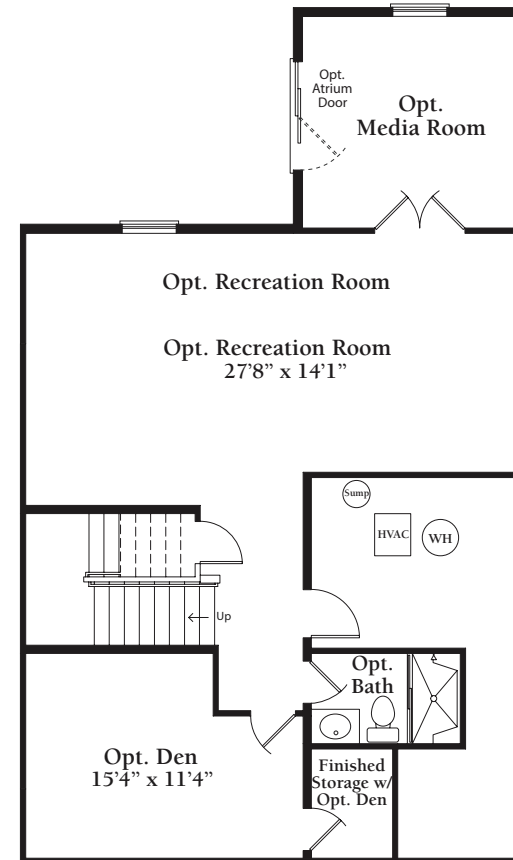 Opt.
Atrium
Door
Opt.
Media Room
Opt. Recreation Room
Opt. Recreation Room
27'8" x 14'1"
Sump
HVAC
WH
Up
Opt.
Bath
Opt. Den
15'4" x 11'4"
Finished
Storage w/
Opt. Den